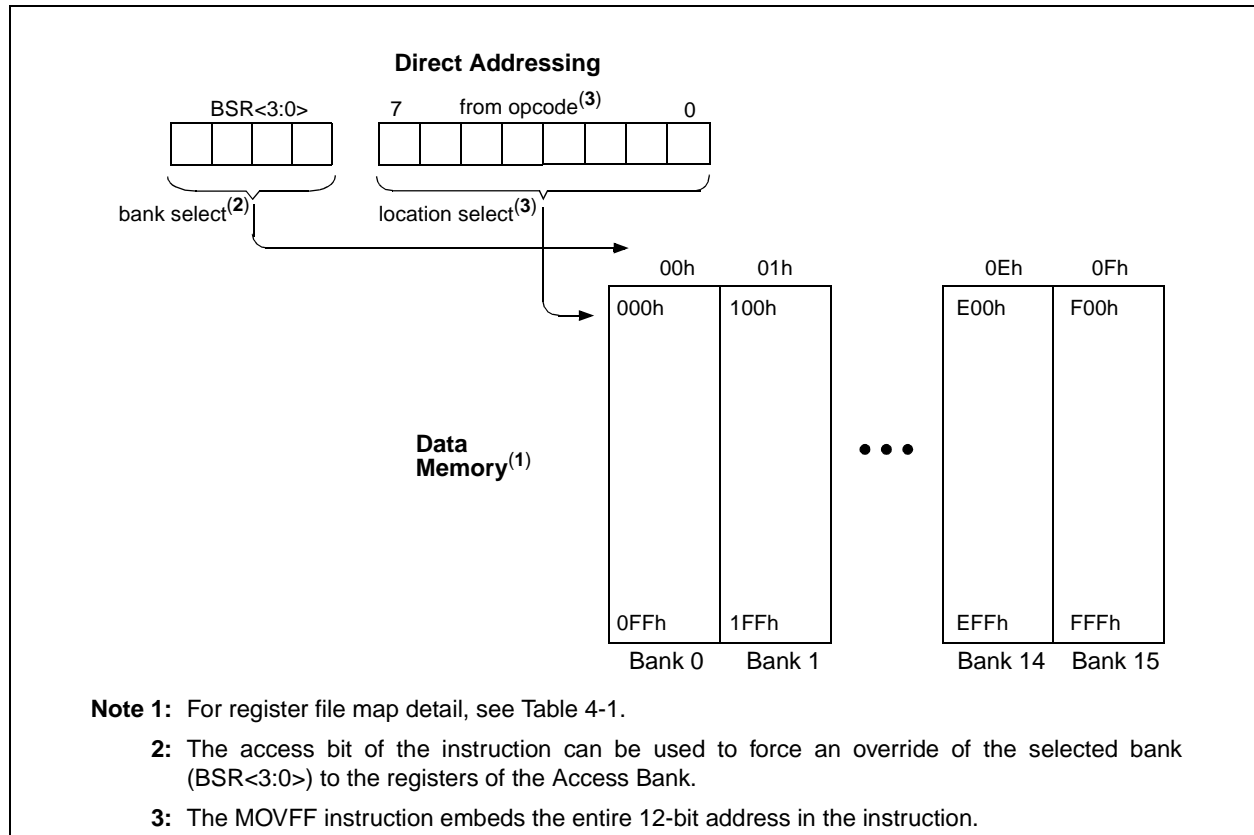 Direct Addressing
BSR<3:0>
7 from opcode(3) 0
bank select(2)
location select(3)
00h 01h 0Eh 0Fh
000h 100h E00h F00h
Data
Memory(1)
0FFh 1FFh EFFh FFFh
Bank 0 Bank 1 Bank 14 Bank 15
Note 1: For register file map detail, see Table 4-1.
2: The access bit of the instruction can be used to force an override of the selected bank
(BSR<3:0>) to the registers of the Access Bank.
3: The MOVFF instruction embeds the entire 12-bit address in the instruction.